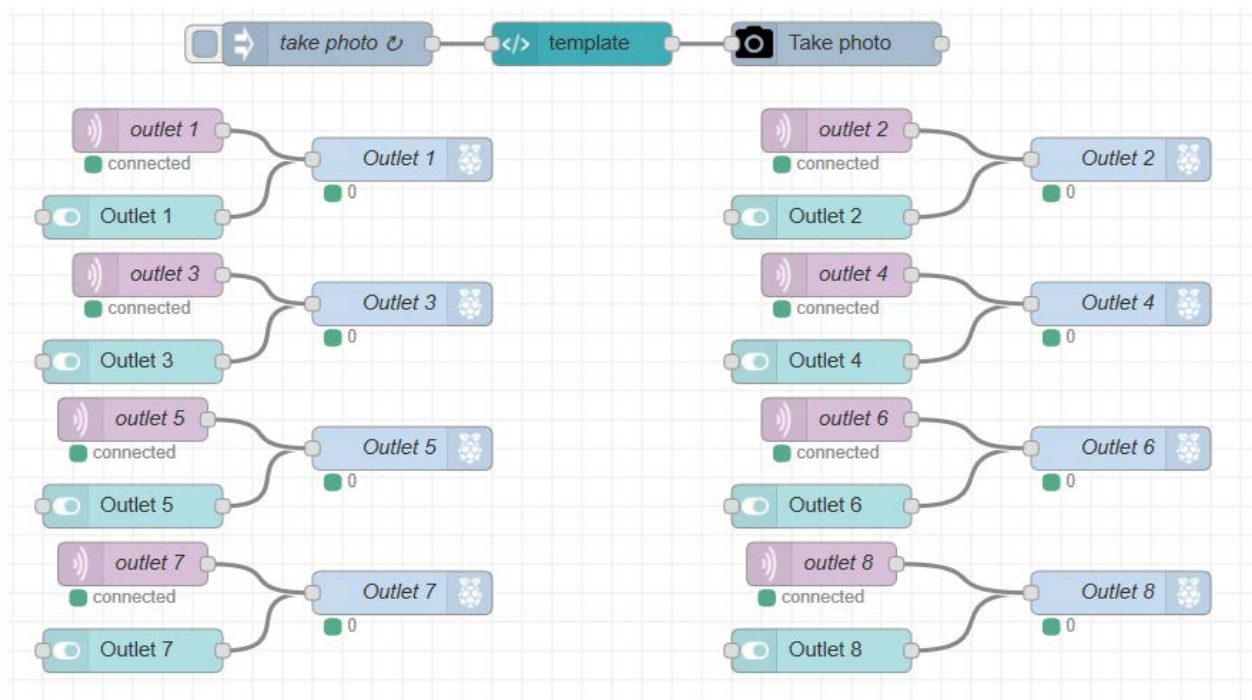 take photo ↻
</> template
Take photo
outlet 1
connected
Outlet 1
0
Outlet 1
outlet 2
connected
Outlet 2
0
Outlet 2
outlet 3
connected
Outlet 3
0
Outlet 3
outlet 4
connected
Outlet 4
0
Outlet 4
outlet 5
connected
Outlet 5
0
Outlet 5
outlet 6
connected
Outlet 6
0
Outlet 6
outlet 7
connected
Outlet 7
0
Outlet 7
outlet 8
connected
Outlet 8
0
Outlet 8